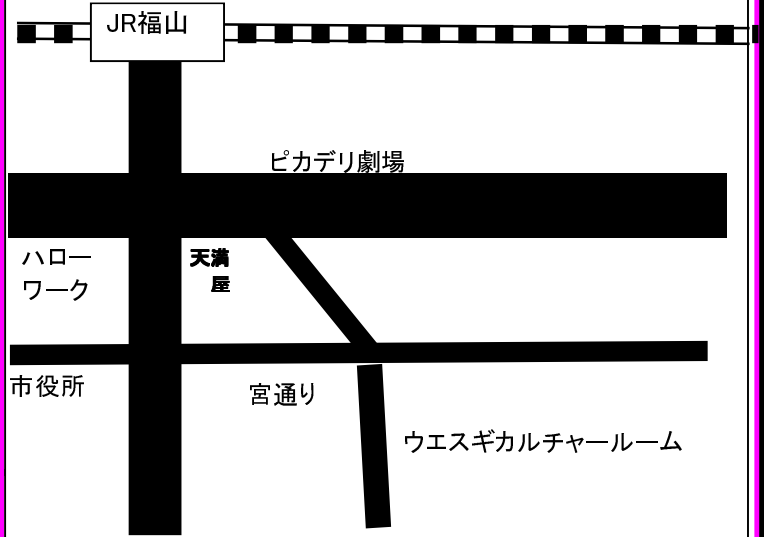 JR福山
ピカデリ劇場
ハロー
ワーク
天満
屋
市役所
宮通り
ウエスギカルチャールーム